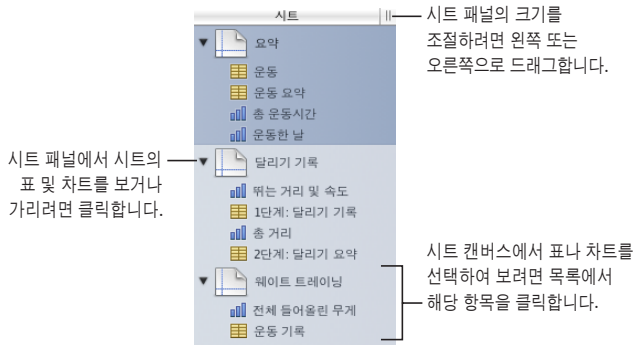 시트
요약
운동
운동 요약
총 운동시간
운동한 날
달리기 기록
뛰는 거리 및 속도
1단계: 달리기 기록
총 거리
2단계: 달리기 요약
웨이트 트레이닝
전체 들어올린 무게
운동 기록
시트 패널의 크기를
조절하려면 왼쪽 또는
오른쪽으로 드래그합니다.
시트 패널에서 시트의
표 및 차트를 보거나
가리려면 클릭합니다.
시트 캔버스에서 표나 차트를
선택하여 보려면 목록에서
해당 항목을 클릭합니다.